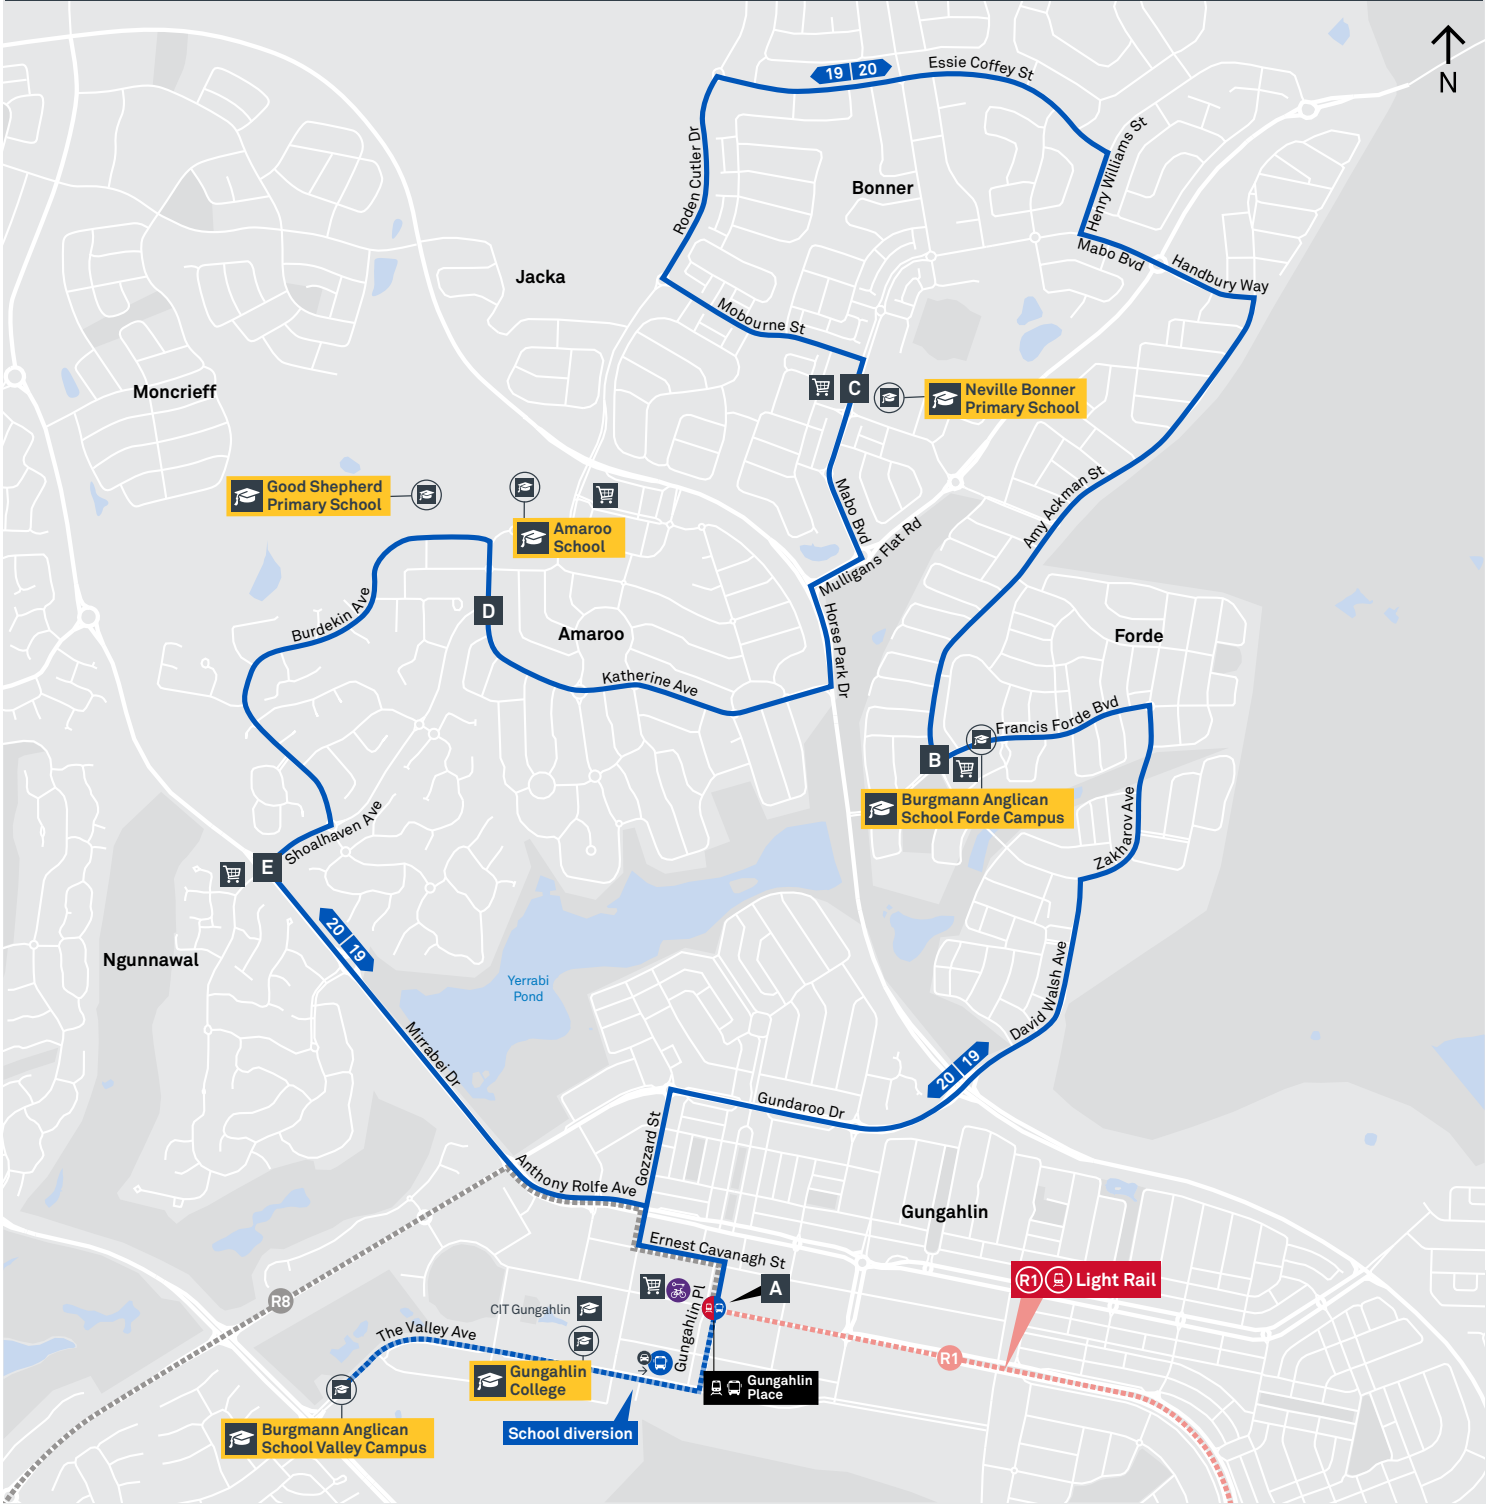 N
19 20
Essie Coffey St
Henry Williams St
Roden Cutler Dr
Bonner
Mabo Bvd
Handbury Way
Jacka
Mobourne St
Moncrieff
C
Neville Bonner
Primary School
Good Shepherd
Primary School
Amaroo
School
Mabo Bvd
Mulligans Flat Rd
Amy Ackman St
D
Burdekin Ave
Amaroo
Horse Park Dr
Forde
Katherine Ave
Francis Forde Bvd
B
Burgmann Anglican
School Forde Campus
Zakharov Ave
Shoalhaven Ave
E
20 19
Ngunnawal
Yerrabi
Pond
David Walsh Ave
Mirrabei Dr
20 19
Gundaroo Dr
Gozzard St
Anthony Rolfe Ave
Gungahlin
Ernest Cavanagh St
R1 Light Rail
A
R8
CIT Gungahlin
Gungahlin Pl
The Valley Ave
R1
Gungahlin
College
Gungahlin
Place
Burgmann Anglican
School Valley Campus
School diversion